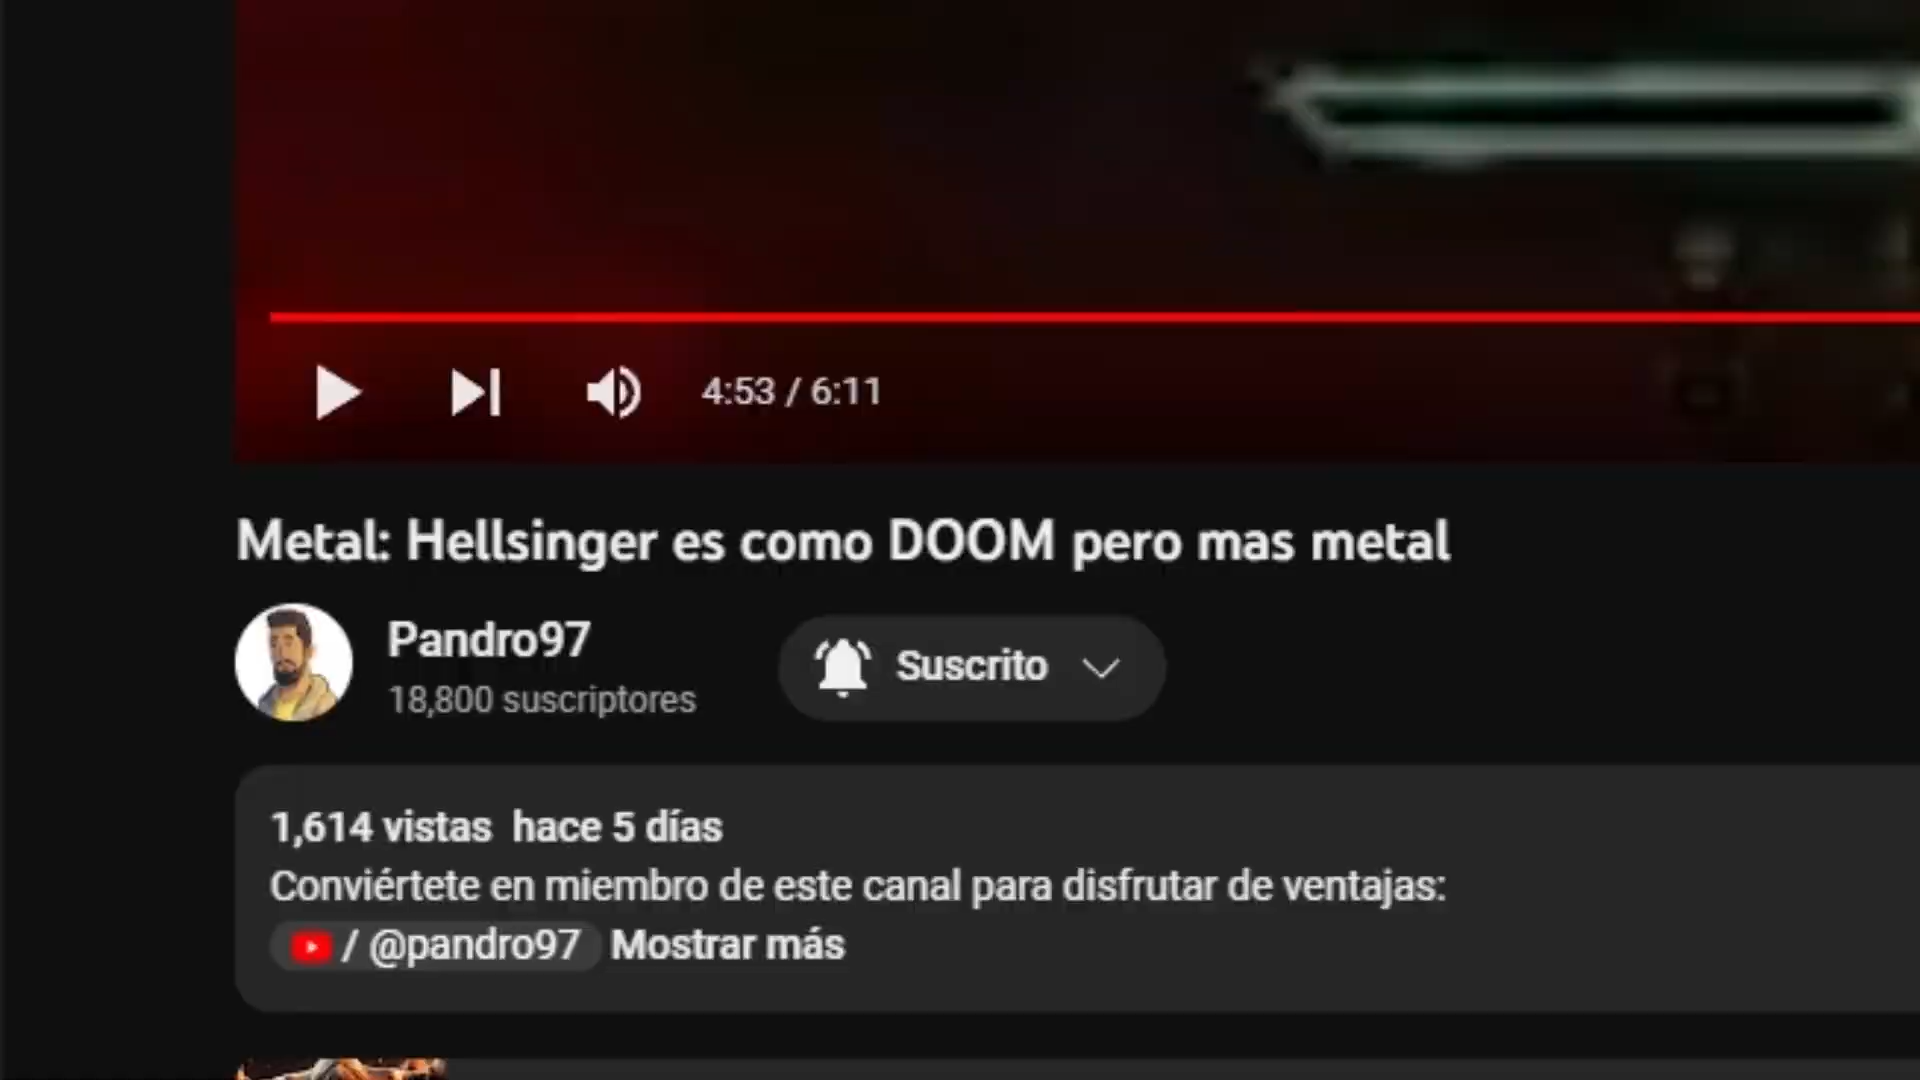 4:53 / 6:11
Metal: Hellsinger es como DOOM pero mas metal
Pandro97
18,800 suscriptores
Suscrito
1,614 vistas hace 5 días
Conviértete en miembro de este canal para disfrutar de ventajas:
/ @pandro97 Mostrar más